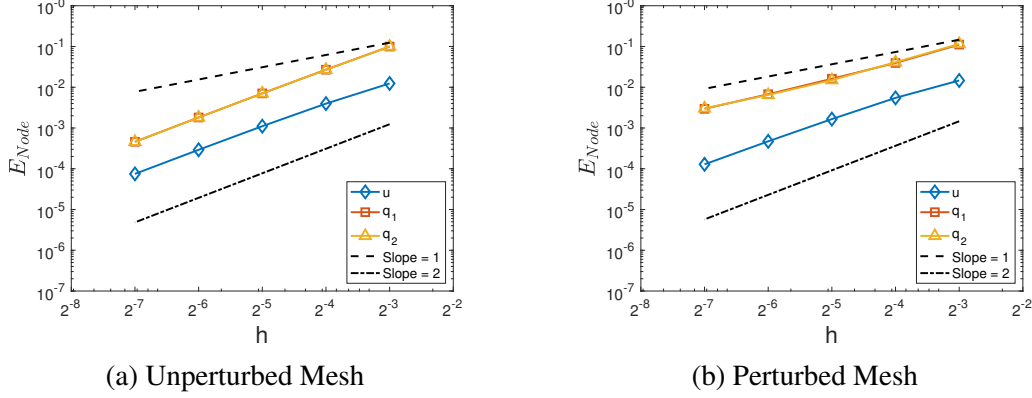 10^-0
10^-1
10^-2
10^-3
10^-4
10^-5
10^-6
10^-7
E_Node
u
q_1
q_2
Slope = 1
Slope = 2
2^-8 2^-7 2^-6 2^-5 2^-4 2^-3 2^-2
h
(a) Unperturbed Mesh
10^-0
10^-1
10^-2
10^-3
10^-4
10^-5
10^-6
10^-7
E_Node
u
q_1
q_2
Slope = 1
Slope = 2
2^-8 2^-7 2^-6 2^-5 2^-4 2^-3 2^-2
h
(b) Perturbed Mesh